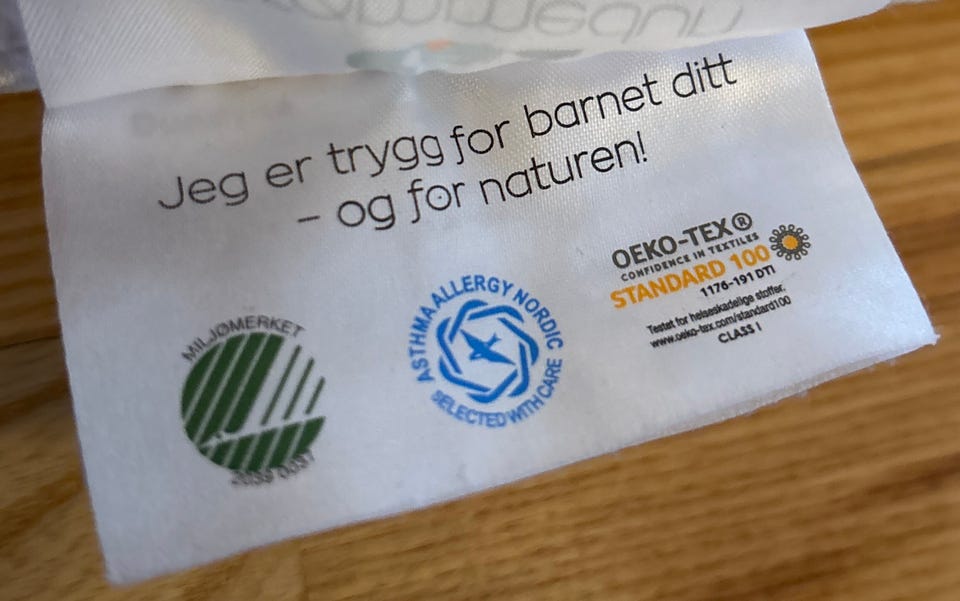 Jeg er trygg for barnet ditt
– og for naturen!
OEKO-TEX®
CONFIDENCE IN TEXTILES
STANDARD 100
1176-191 DTI
Testet for helseskadelige stoffer.
www.oeko-tex.com/standard100
CLASS I
ASTHMA ALLERGY NORDIC
SELECTED WITH CARE
MILJØMERKET